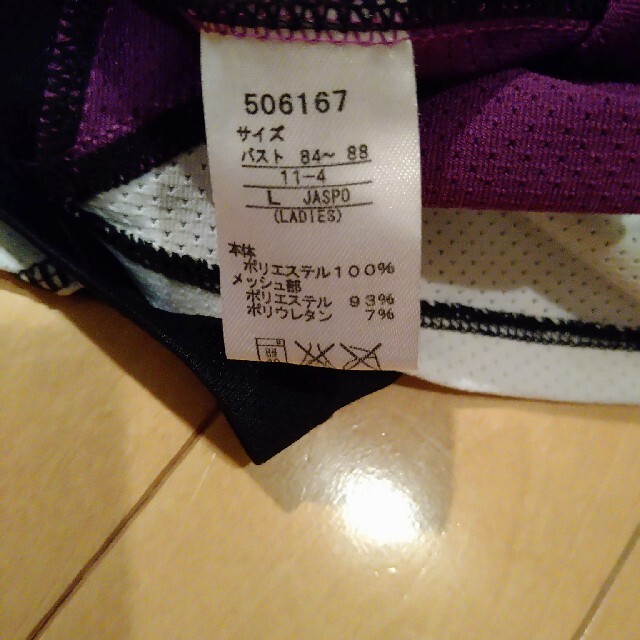 506167
サイズ
バスト 84〜88
11-4
L JASPO
(LADIES)
本体
ポリエステル100%
メッシュ部
ポリエステル 93%
ポリウレタン 7%